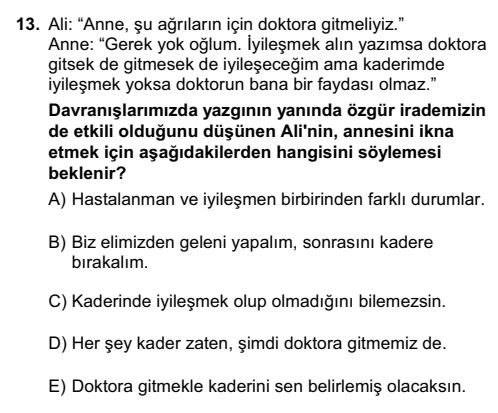 13. Ali: “Anne, şu ağrıların için doktora gitmeliyiz.”
Anne: “Gerek yok oğlum. İyileşmek alın yazımsa doktora
gitsek de gitmesek de iyileşeceğim ama kaderimde
iyileşmek yoksa doktorun bana bir faydası olmaz.”
Davranışlarımızda yazgının yanında özgür irademizin
de etkili olduğunu düşünen Ali'nin, annesini ikna
etmek için aşağıdakilerden hangisini söylemesi
beklenir?
A) Hastalanman ve iyileşmen birbirinden farklı durumlar.
B) Biz elimizden geleni yapalım, sonrasını kadere
bırakalım.
C) Kaderinde iyileşmek olup olmadığını bilemezsin.
D) Her şey kader zaten, şimdi doktora gitmemiz de.
E) Doktora gitmekle kaderini sen belirlemiş olacaksın.